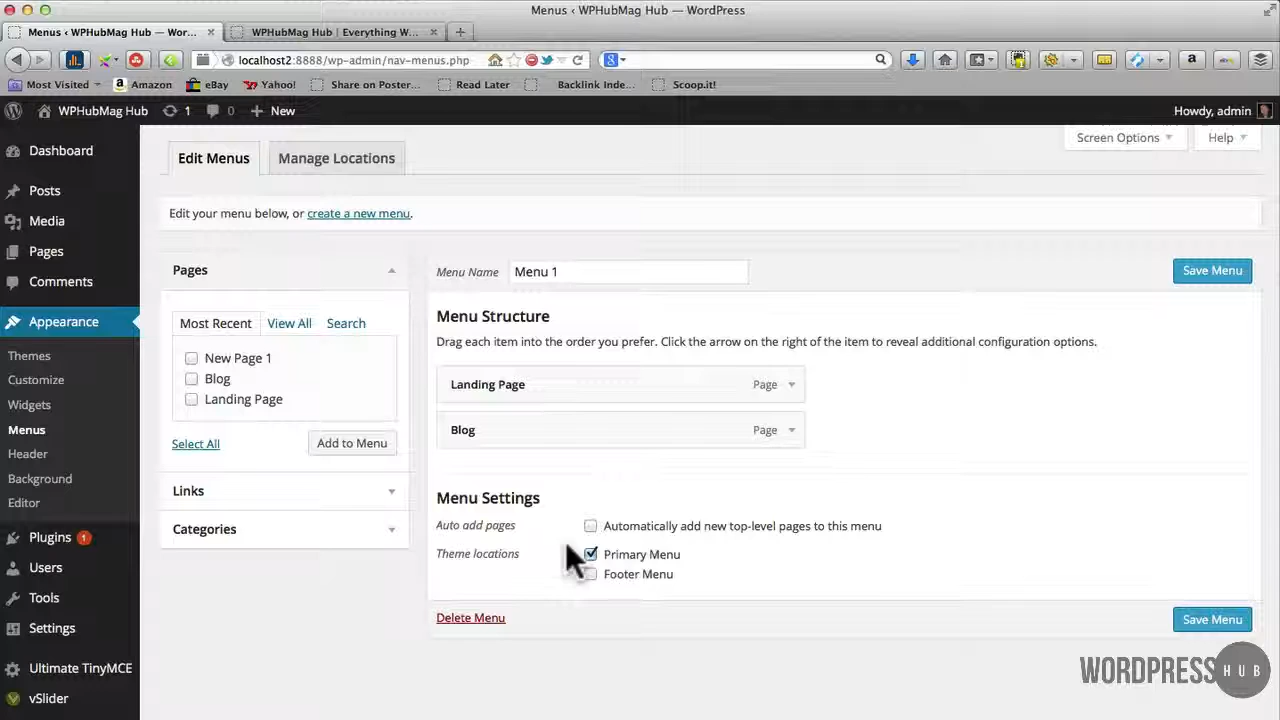 Menus ‹ WPHubMag Hub — WordPress
Menus ‹ WPHubMag Hub — Wor...
WPHubMag Hub | Everything W...
localhost2:8888/wp-admin/nav-menus.php
Most Visited
Amazon
eBay
Yahoo!
Share on Poster...
Read Later
Backlink Inde...
Scoop.it!
WPHubMag Hub
1
0
New
Howdy, admin
Dashboard
Posts
Media
Pages
Comments
Appearance
Themes
Customize
Widgets
Menus
Header
Background
Editor
Plugins 1
Users
Tools
Settings
Ultimate TinyMCE
vSlider
Edit Menus
Manage Locations
Screen Options
Help
Edit your menu below, or create a new menu.
Pages
Most Recent
View All
Search
New Page 1
Blog
Landing Page
Select All
Add to Menu
Links
Categories
Menu Name
Menu 1
Save Menu
Menu Structure
Drag each item into the order you prefer. Click the arrow on the right of the item to reveal additional configuration options.
Landing Page
Page
Blog
Page
Menu Settings
Auto add pages
Automatically add new top-level pages to this menu
Theme locations
Primary Menu
Footer Menu
Delete Menu
Save Menu
WORDPRESS HUB